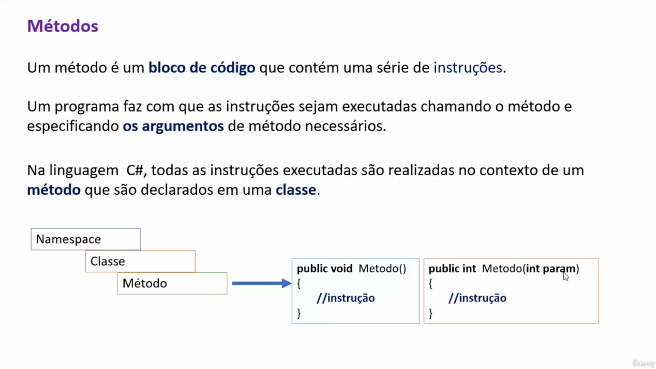 Métodos
Um método é um bloco de código que contém uma série de instruções.
Um programa faz com que as instruções sejam executadas chamando o método e
especificando os argumentos de método necessários.
Na linguagem C#, todas as instruções executadas são realizadas no contexto de um
método que são declarados em uma classe.
Namespace
Classe
Método
public void Metodo()
{
//instrução
}
public int Metodo(int param)
{
//instrução
}
Udemy